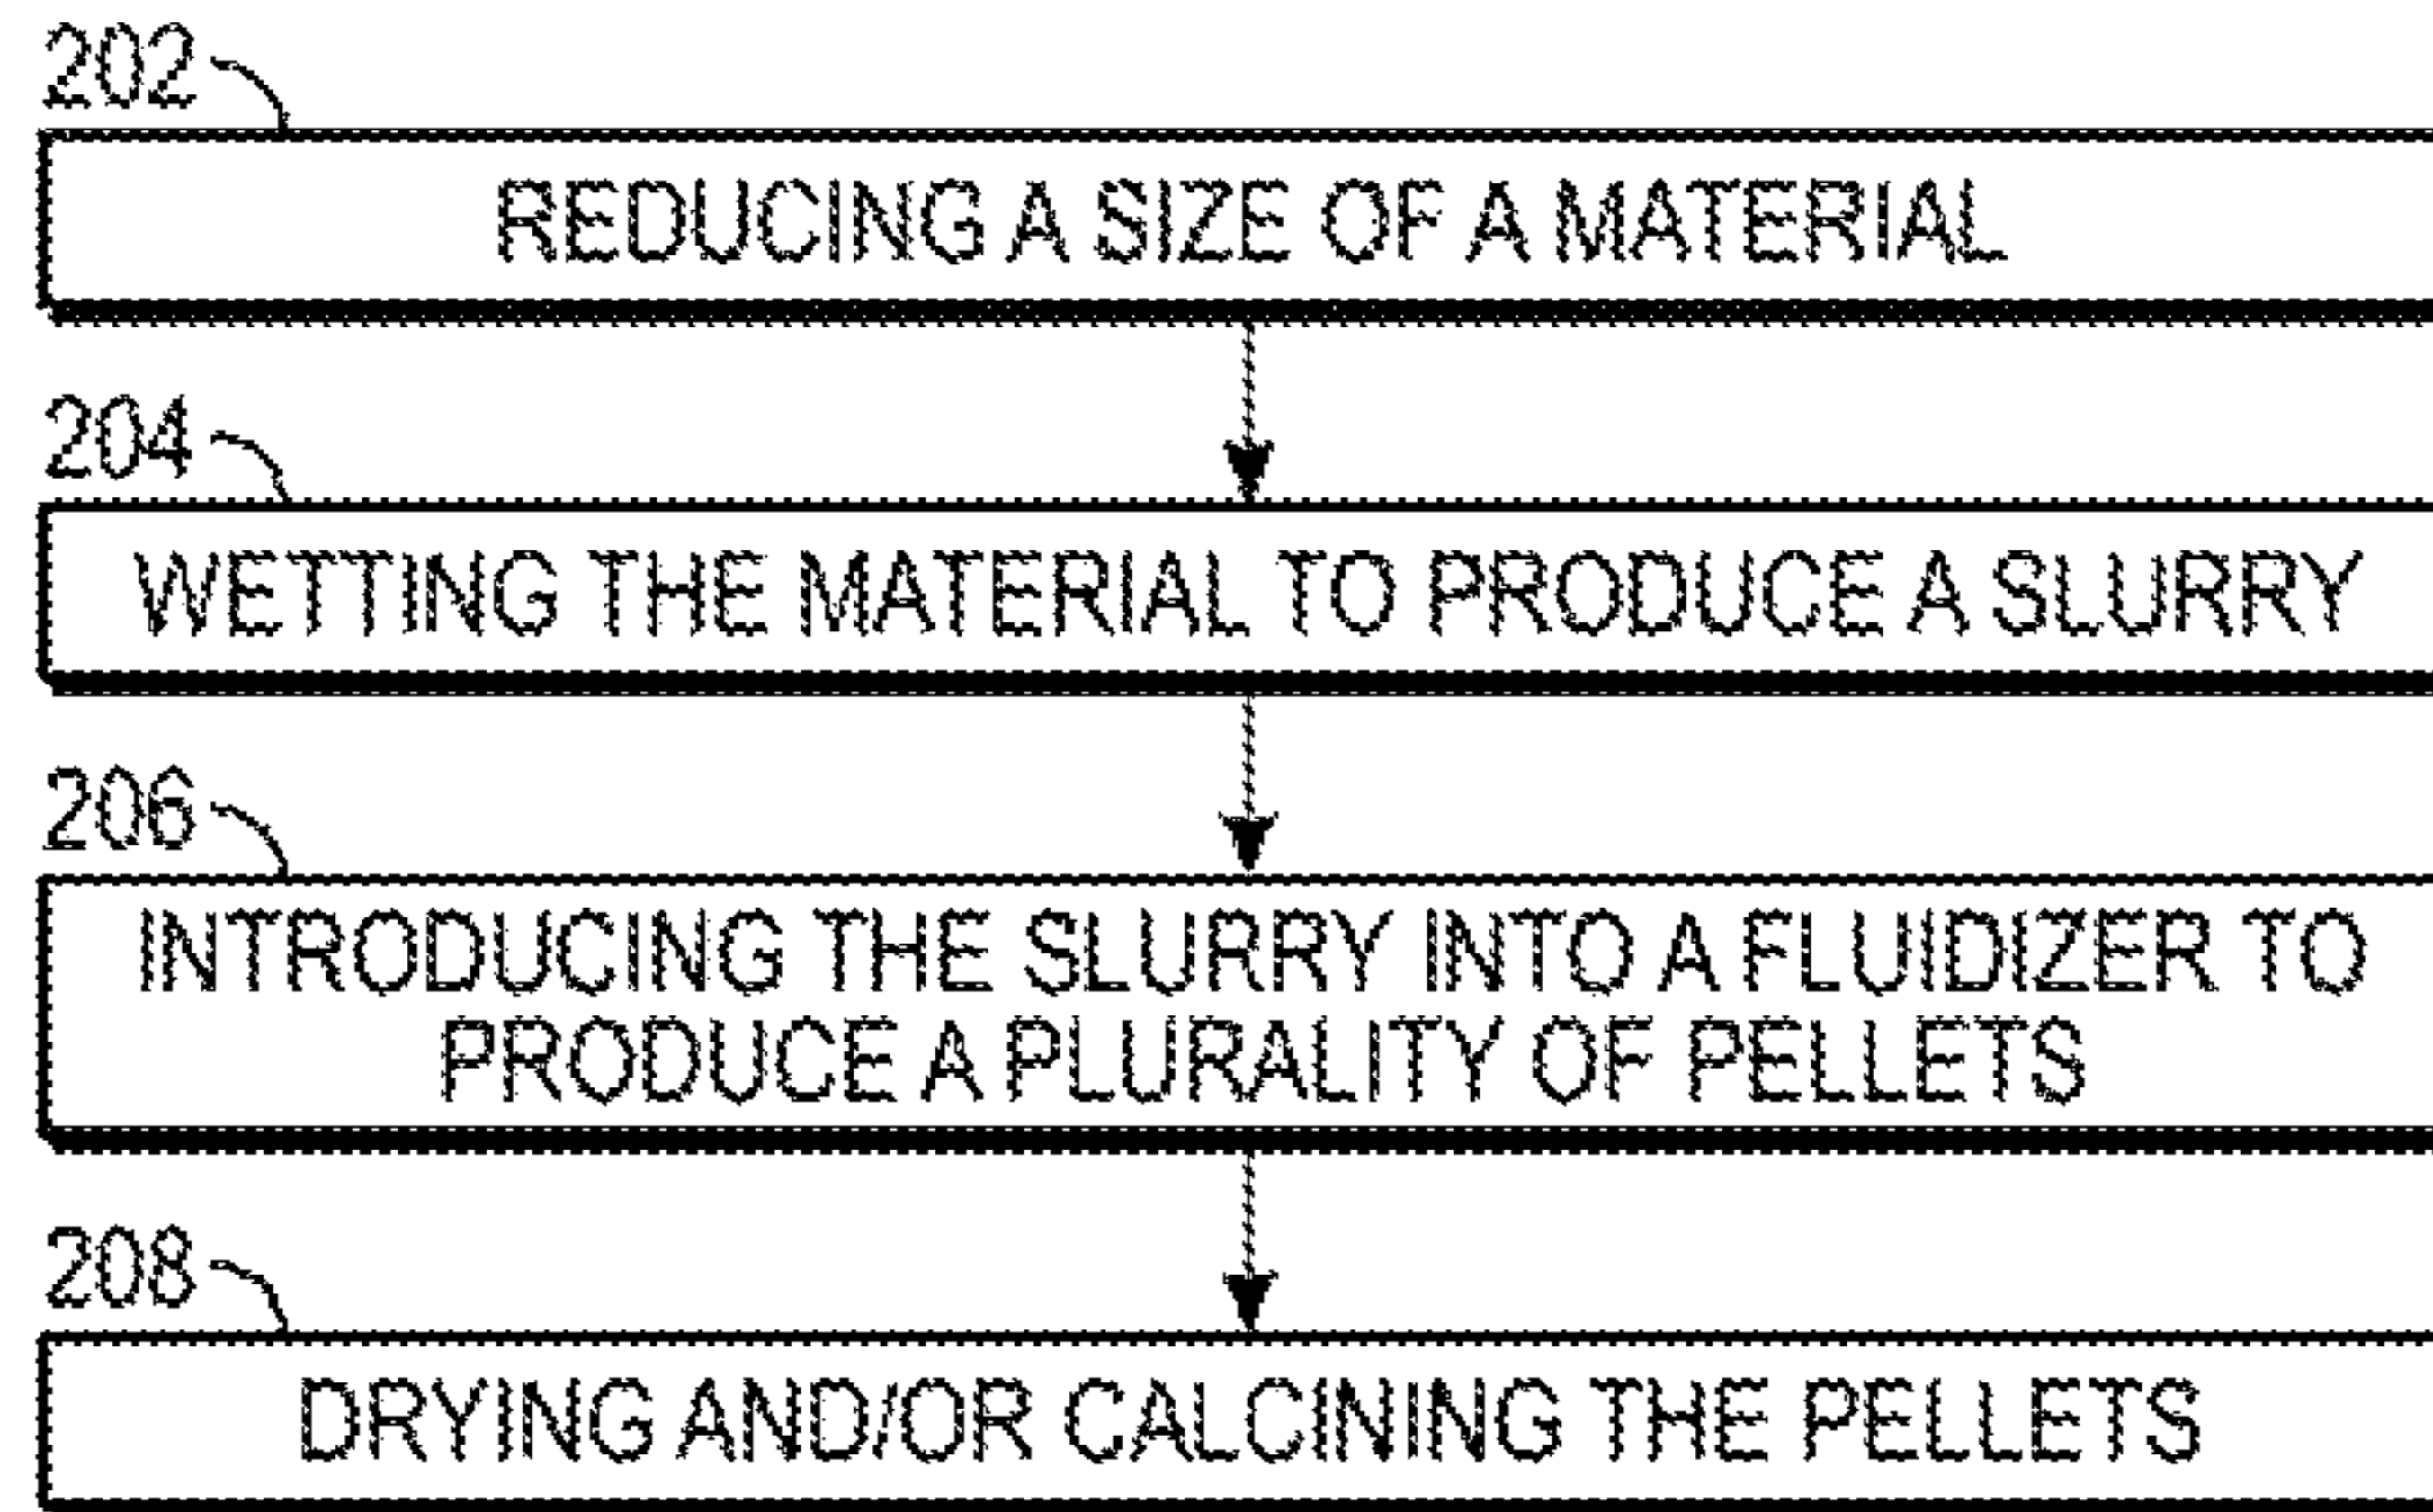 202
REDUCING A SIZE OF A MATERIAL
204
WETTING THE MATERIAL TO PRODUCE A SLURRY
206
INTRODUCING THE SLURRY INTO A FLUIDIZER TO
PRODUCE A PLURALITY OF PELLETS
208
DRYING AND/OR CALCINING THE PELLETS